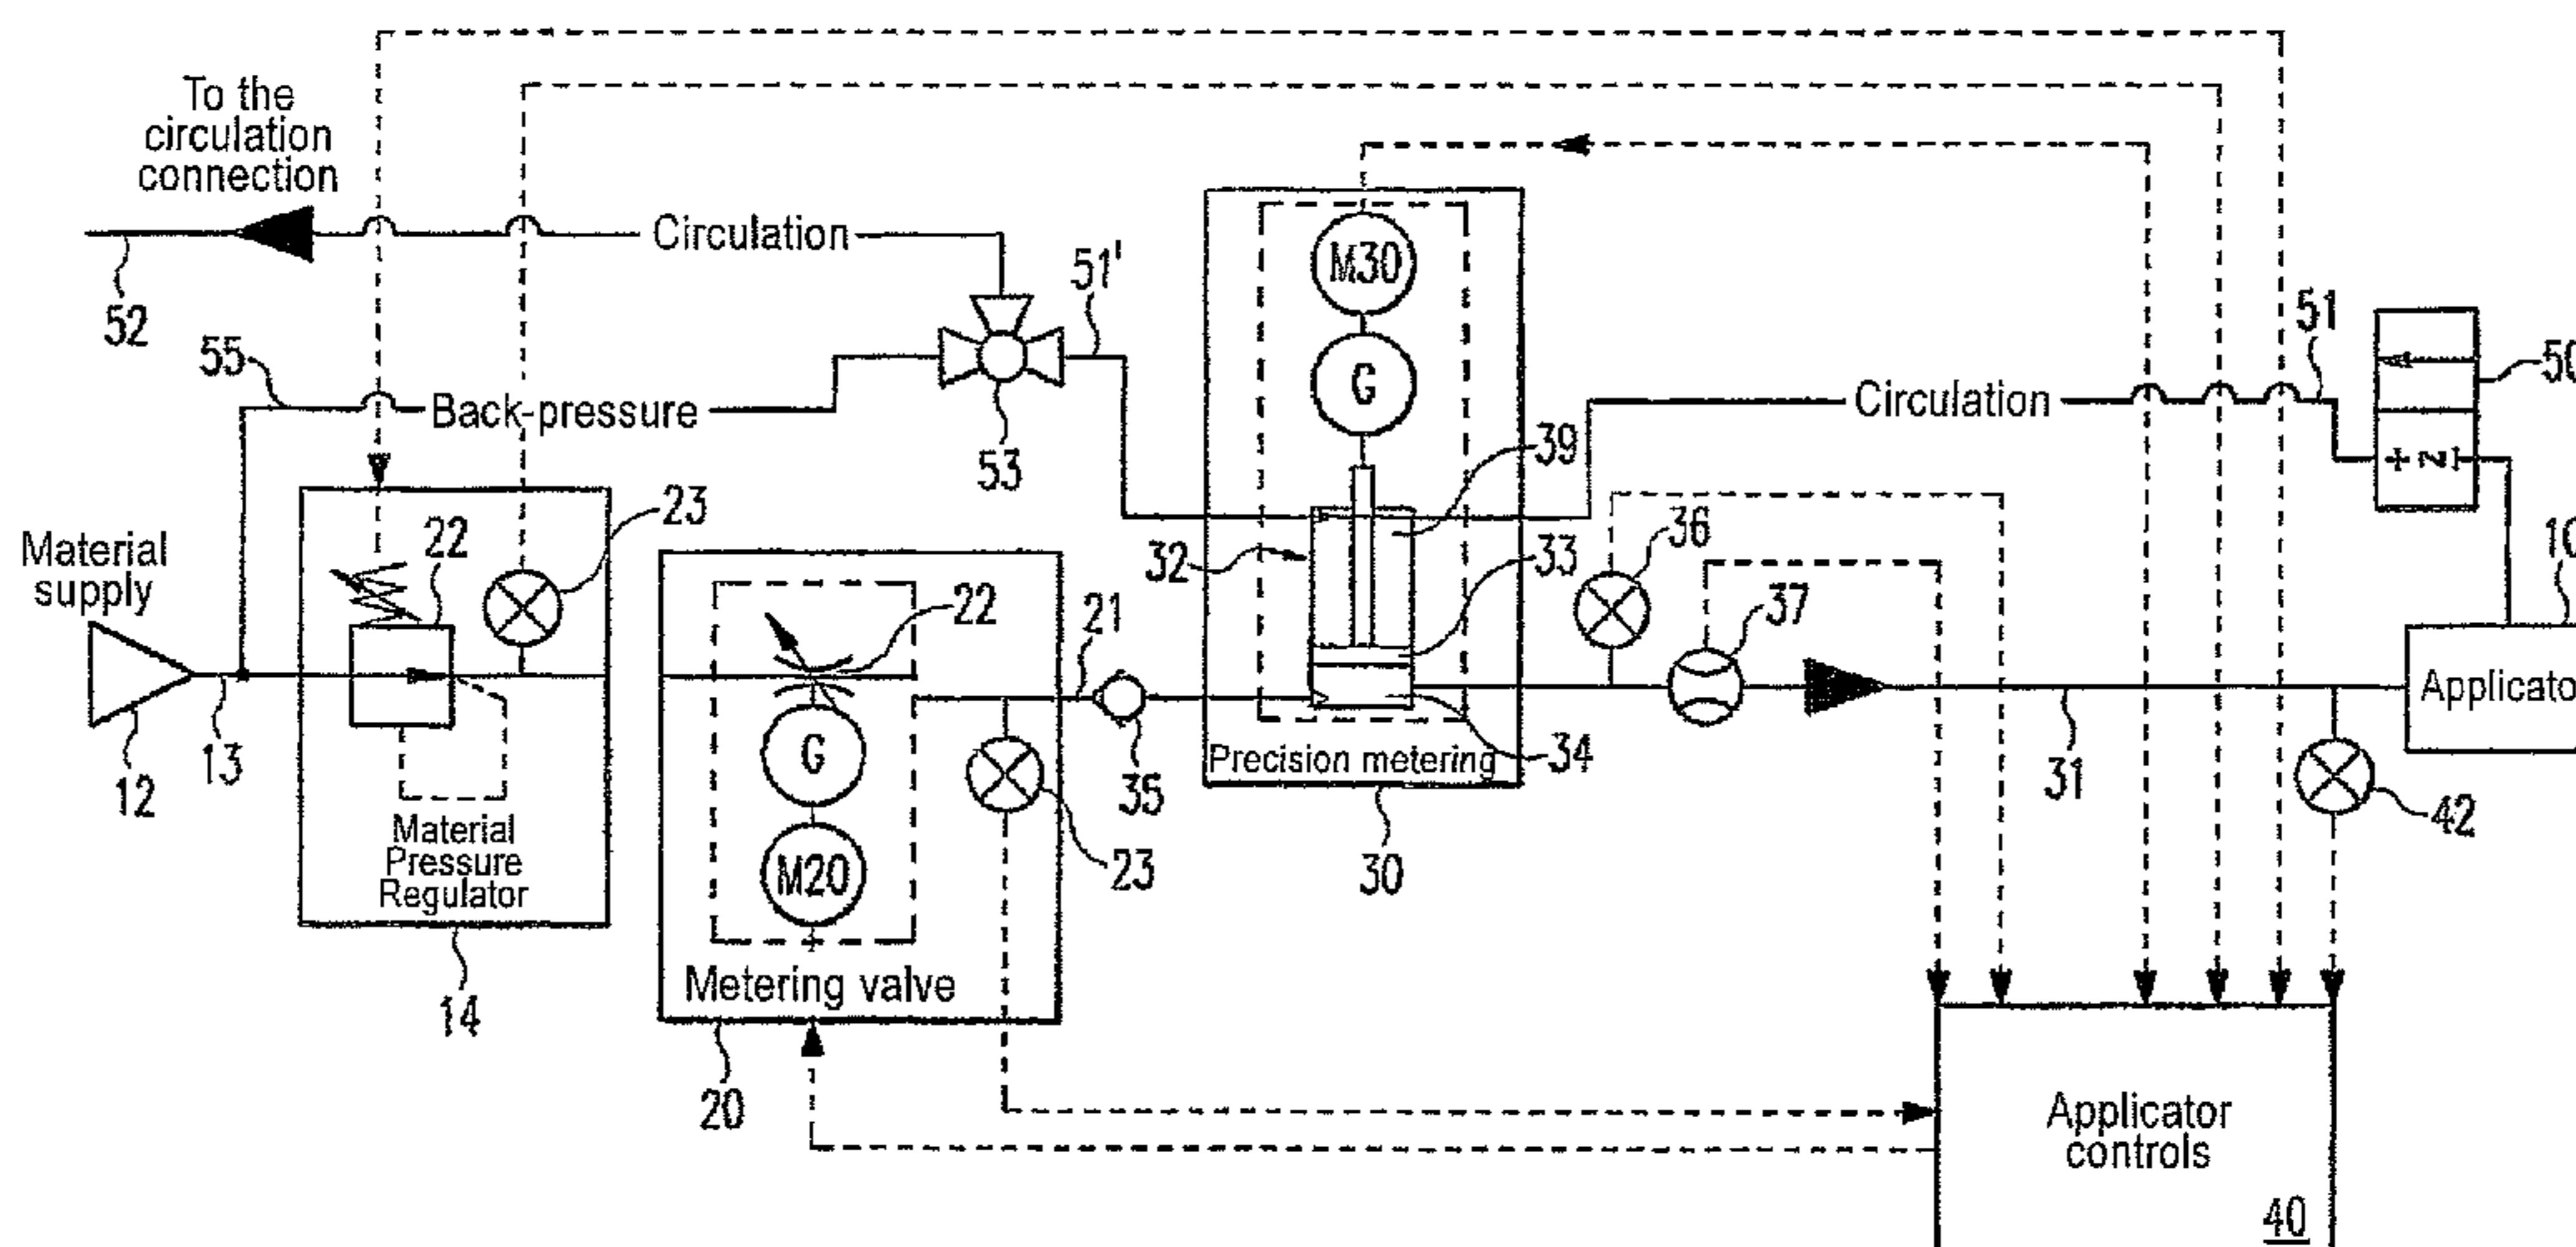 To the
circulation
connection
Circulation
52
55
Back-pressure
51'
53
M30
G
39
32
33
34
Precision metering
30
Circulation
51
50
Z
Material
supply
12
13
22
23
Material
Pressure
Regulator
14
22
21
35
G
M20
23
Metering valve
20
36
37
31
10
Applicato
42
Applicator
controls
40